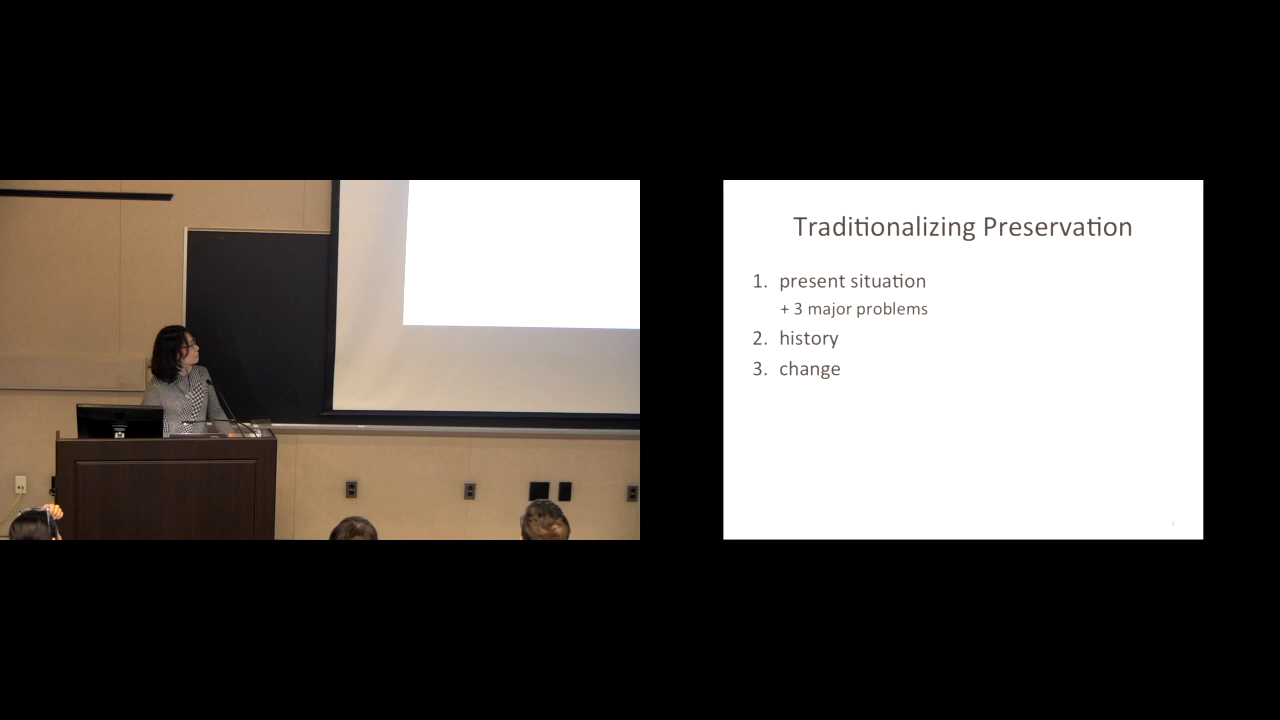 Traditionalizing Preservation
1. present situation
+ 3 major problems
2. history
3. change